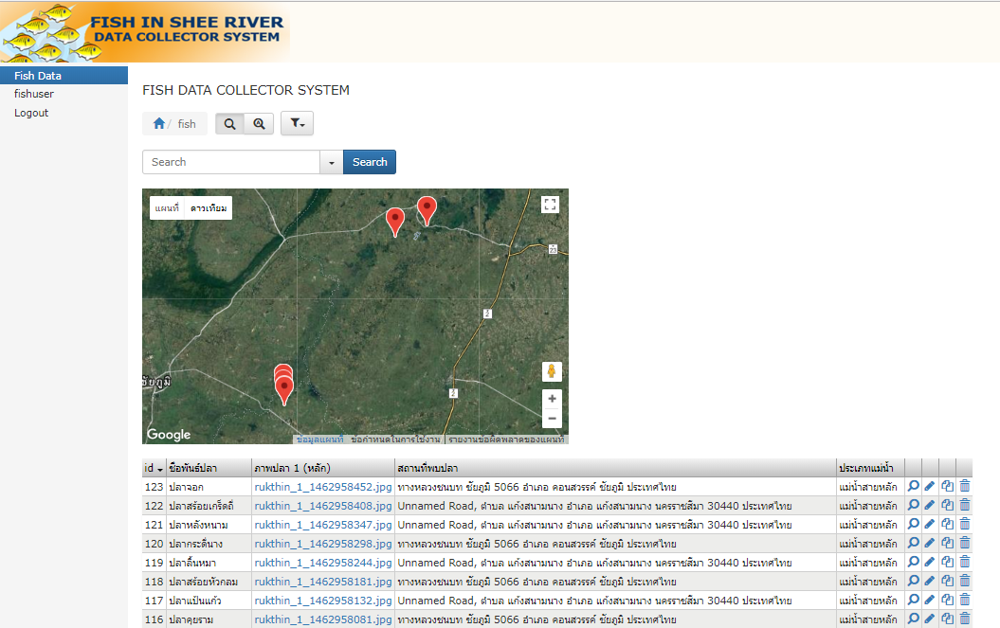 FISH IN SHEE RIVER
DATA COLLECTOR SYSTEM
Fish Data
fishuser
Logout
FISH DATA COLLECTOR SYSTEM
/ fish
Search Search
แผนที่ ดาวเทียม
23
2
2
ชัยภูมิ
Google
ข้อมูลแผนที่ ข้อกำหนดในการใช้งาน รายงานข้อผิดพลาดของแผนที่
id ชื่อพันธ์ปลา ภาพปลา 1 (หลัก) สถานที่พบปลา ประเภทแม่น้ำ
123 ปลาจอก rukthin_1_1462958452.jpg ทางหลวงชนบท ชัยภูมิ 5066 อำเภอ คอนสวรรค์ ชัยภูมิ ประเทศไทย แม่น้ำสายหลัก
122 ปลาสร้อยเกร็ดถี่ rukthin_1_1462958408.jpg Unnamed Road, ตำบล แก้งสนามนาง อำเภอ แก้งสนามนาง นครราชสีมา 30440 ประเทศไทย แม่น้ำสายหลัก
121 ปลาหลังหนาม rukthin_1_1462958347.jpg Unnamed Road, ตำบล แก้งสนามนาง อำเภอ แก้งสนามนาง นครราชสีมา 30440 ประเทศไทย แม่น้ำสายหลัก
120 ปลากระดี่นาง rukthin_1_1462958298.jpg ทางหลวงชนบท ชัยภูมิ 5066 อำเภอ คอนสวรรค์ ชัยภูมิ ประเทศไทย แม่น้ำสายหลัก
119 ปลาลิ้นหมา rukthin_1_1462958244.jpg Unnamed Road, ตำบล แก้งสนามนาง อำเภอ แก้งสนามนาง นครราชสีมา 30440 ประเทศไทย แม่น้ำสายหลัก
118 ปลาสร้อยหัวกลม rukthin_1_1462958181.jpg ทางหลวงชนบท ชัยภูมิ 5066 อำเภอ คอนสวรรค์ ชัยภูมิ ประเทศไทย แม่น้ำสายหลัก
117 ปลาแป้นแก้ว rukthin_1_1462958132.jpg Unnamed Road, ตำบล แก้งสนามนาง อำเภอ แก้งสนามนาง นครราชสีมา 30440 ประเทศไทย แม่น้ำสายหลัก
116 ปลาคุยราม rukthin_1_1462958081.jpg ทางหลวงชนบท ชัยภูมิ 5066 อำเภอ คอนสวรรค์ ชัยภูมิ ประเทศไทย แม่น้ำสายหลัก